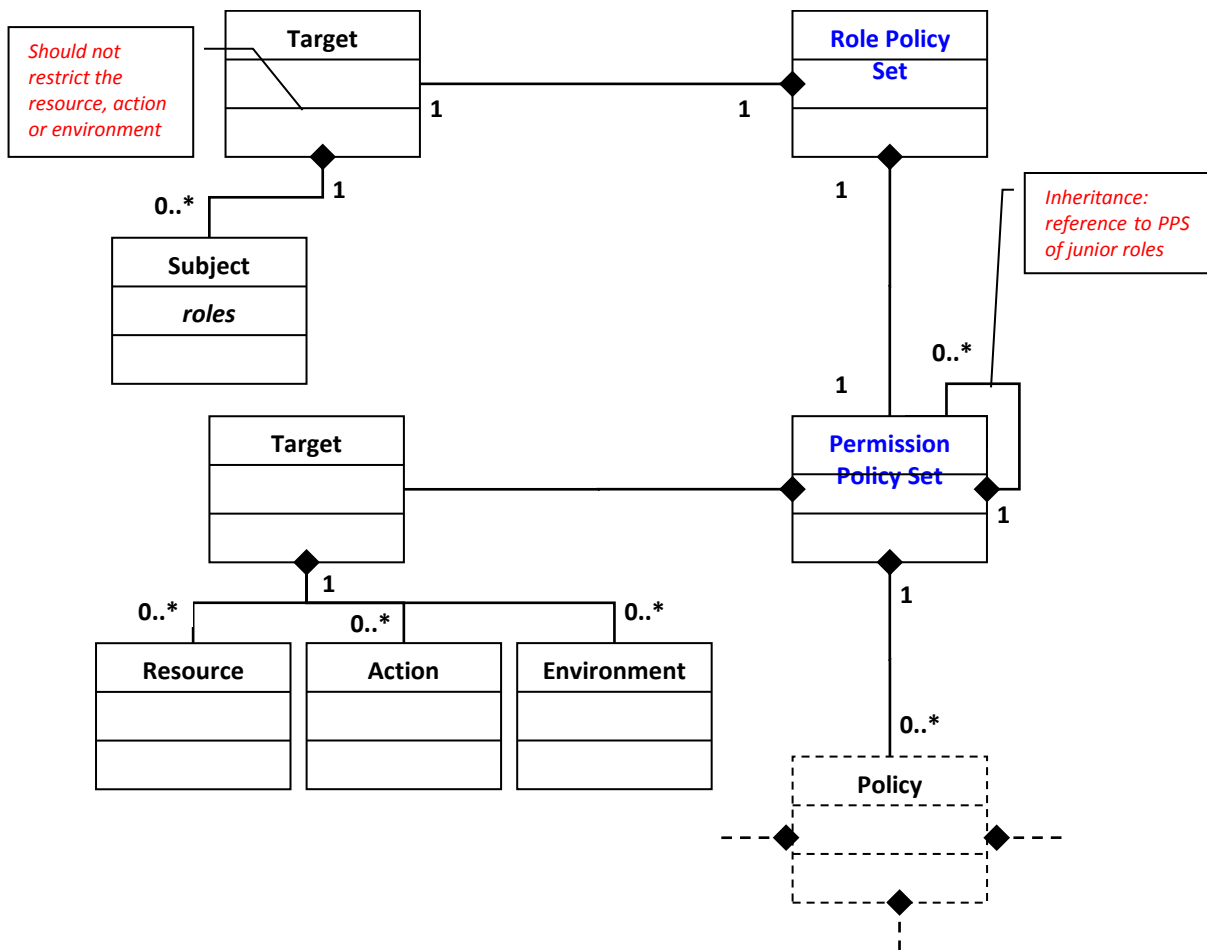 Should not
restrict the
resource, action
or environment
Target
Role Policy
Set
1
1
1
1
0..*
Inheritance:
reference to PPS
of junior roles
Subject
roles
0..*
1
Target
Permission
Policy Set
1
1
1
0..*
0..*
0..*
Resource
Action
Environment
0..*
Policy